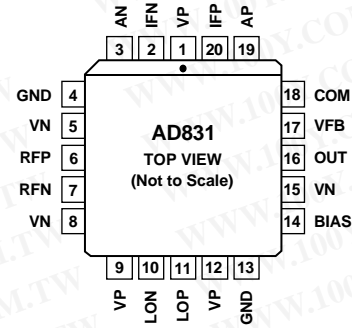 AN IFN VP IFP AP
3 2 1 20 19
GND 4
VN 5
RFP 6
RFN 7
VN 8
AD831
TOP VIEW
(Not to Scale)
18 COM
17 VFB
16 OUT
15 VN
14 BIAS
9 10 11 12 13
VP LON LOP VP GND